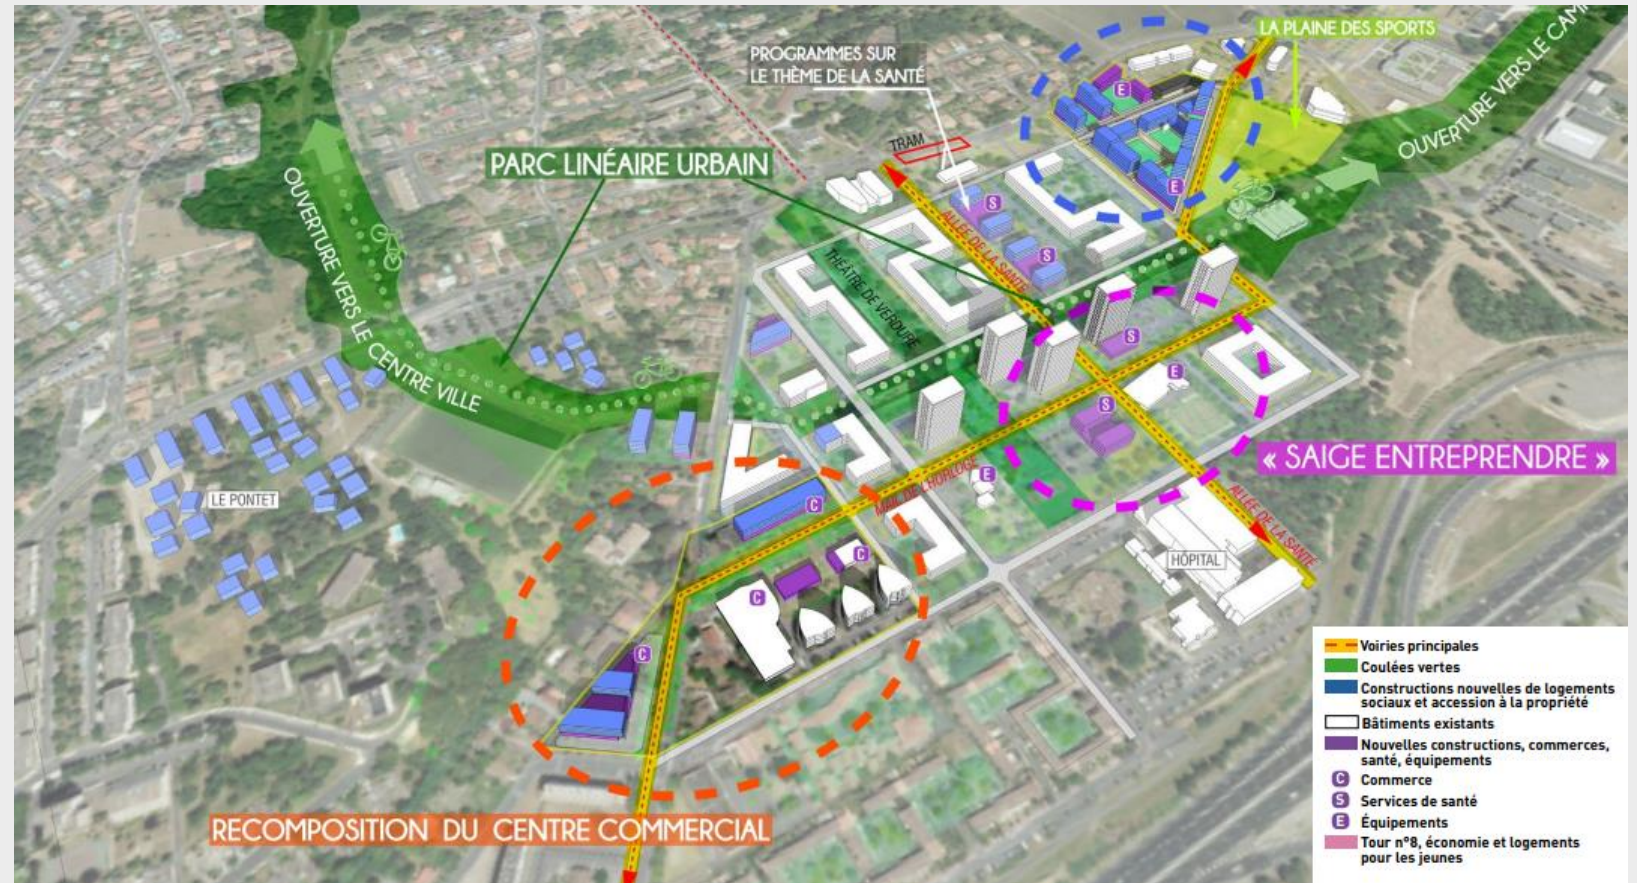 LA PLAINE DES SPORTS
PROGRAMMES SUR
LE THÈME DE LA SANTÉ
OUVERTURE VERS LE
TRAM
PARC LINÉAIRE URBAIN
E
OUVERTURE VERS LE CENTRE VILLE
S
E
ALLÉE DE LA SANTÉ
S
THÉÂTRE DE VERDURE
S
E
S
« SAIGE ENTREPRENDRE »
LE PONTET
E
MAIL DE L'HORLOGE
C
ALLÉE DE LA SANTÉ
C
HÔPITAL
C
C
RECOMPOSITION DU CENTRE COMMERCIAL
Voiries principales
Coulées vertes
Constructions nouvelles de logements
sociaux et accession à la propriété
Bâtiments existants
Nouvelles constructions, commerces,
santé, équipements
C Commerce
S Services de santé
E Équipements
Tour n°8, économie et logements
pour les jeunes